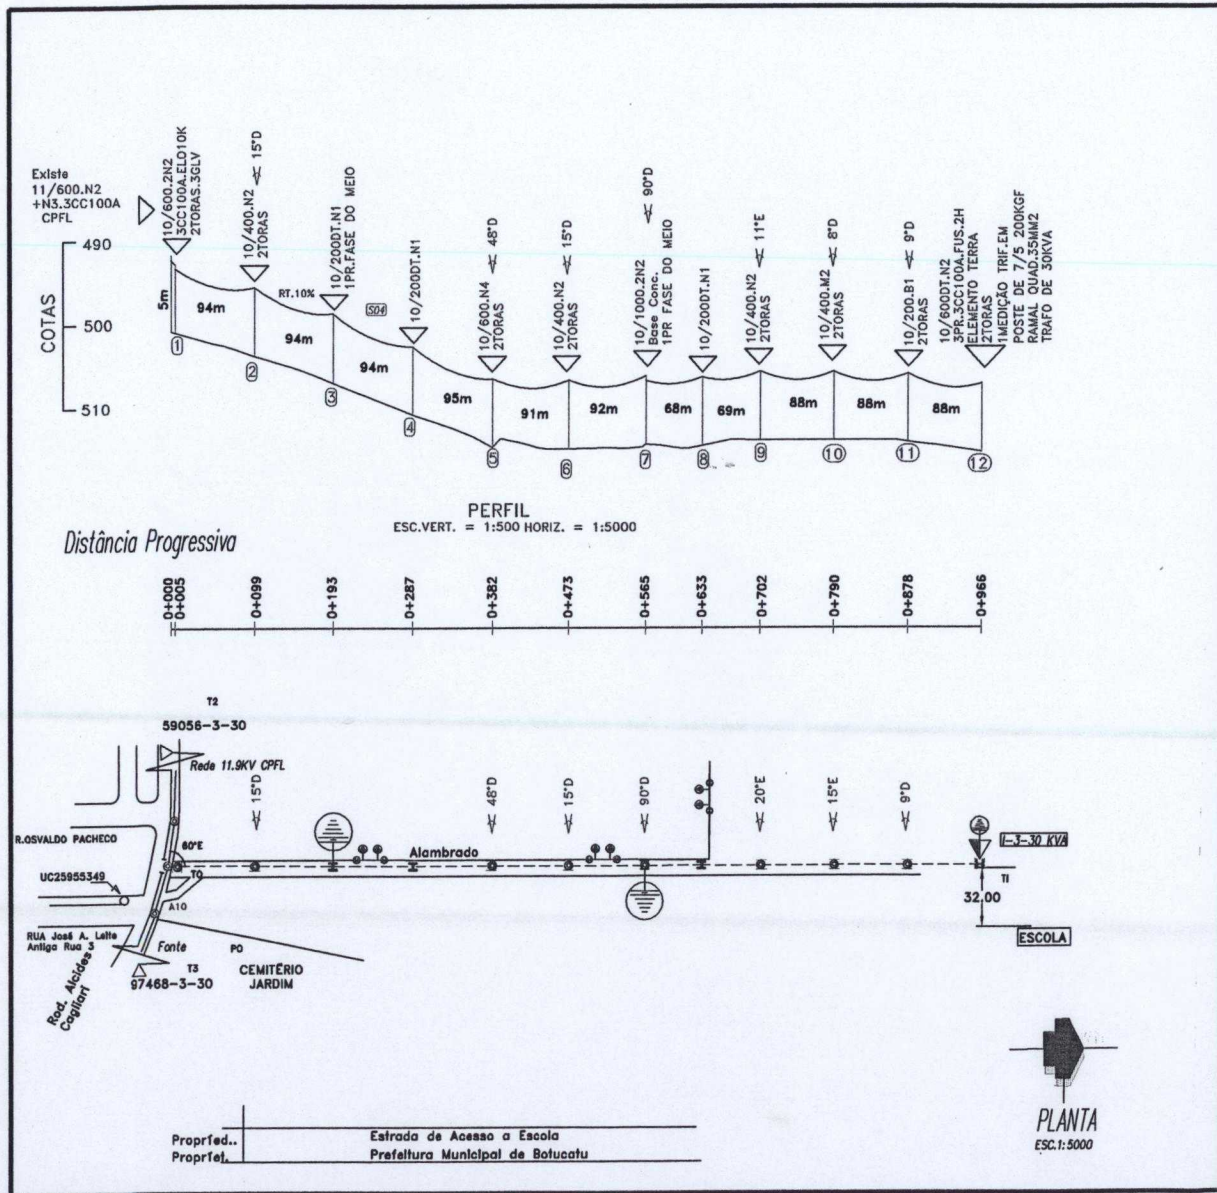 Existe
11/600.N2
+N3.3CC100A
CPFL
10/600.2N2
3CC100A.ELO10K
2TORAS.3GLV
15°D
10/400.N2
2TORAS
10/200DT.N1
1PR.FASE DO MEIO
RT.10%
S04
10/200DT.N1
48°D
10/600.N4
2TORAS
15°D
10/400.N2
2TORAS
90°D
10/1000.2N2
Base Conc.
1PR FASE DO MEIO
10/200DT.N1
11°E
10/400.N2
2TORAS
8°D
10/400.M2
2TORAS
9°D
10/200.B1
2TORAS
10/600DT.N2
3PR.3CC100A.FUS.2H
ELEMENTO TERRA
2TORAS
1MEDIÇÃO TRIF.EM
POSTE DE 7/5 200KGF
RAMAL QUAD.35MM2
TRAFO DE 30KVA
COTAS
490
500
510
5m
94m
94m
94m
95m
91m
92m
68m
69m
88m
88m
88m
1
2
3
4
5
6
7
8
9
10
11
12
PERFIL
ESC.VERT. = 1:500 HORIZ. = 1:5000
Distância Progressiva
0+000
0+005
0+099
0+193
0+287
0+382
0+473
0+565
0+633
0+702
0+790
0+878
0+966
T2
59056-3-30
Rede 11.9KV CPFL
15°D
48°D
15°D
90°D
20°E
15°E
9°D
R.OSVALDO PACHECO
60°E
Alambrado
I-3-30 KVA
UC25955349
T0
TI
A10
32.00
RUA José A. Leite
Antiga Rua 3
Fonte
P0
ESCOLA
T3
97468-3-30
CEMITÉRIO
JARDIM
Rod. Alcides
Cagliari
PLANTA
ESC.1:5000
Propried.. Estrada de Acesso a Escola
Propriet. Prefeitura Municipal de Botucatu